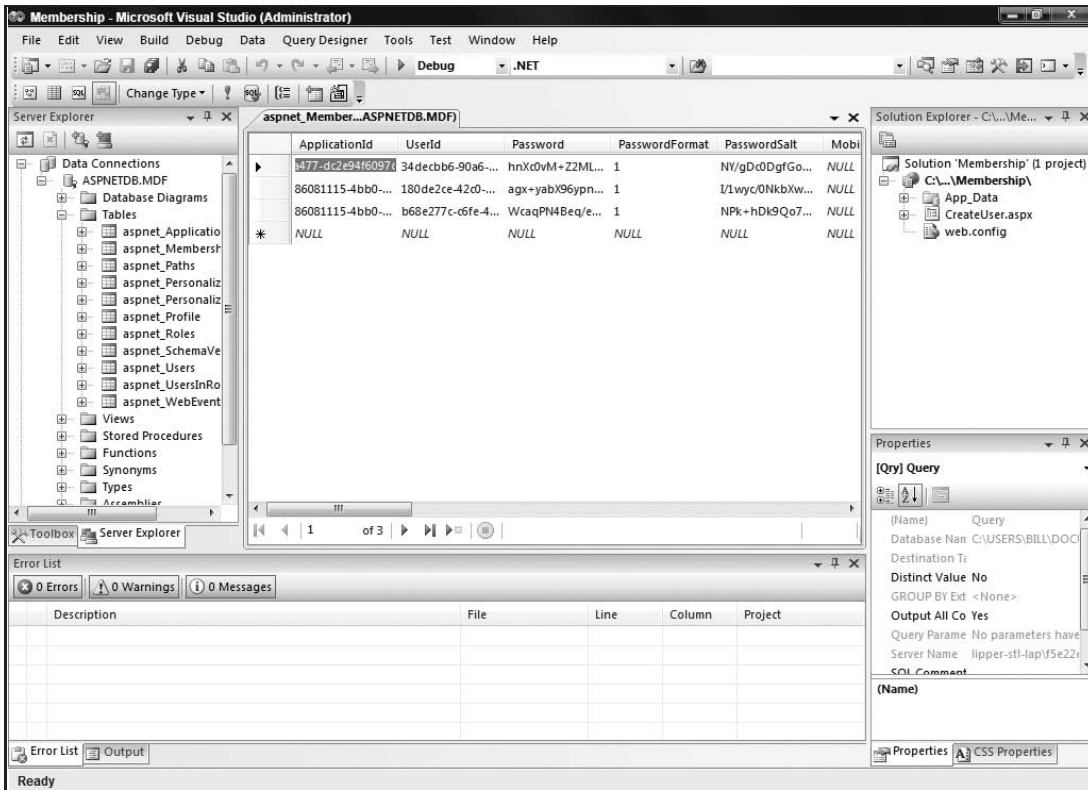 Membership - Microsoft Visual Studio (Administrator)
File Edit View Build Debug Data Query Designer Tools Test Window Help
Debug .NET
Change Type
Server Explorer
Data Connections
ASPNETDB.MDF
Database Diagrams
Tables
aspnet_Applicatio
aspnet_Membersh
aspnet_Paths
aspnet_Personaliz
aspnet_Personaliz
aspnet_Profile
aspnet_Roles
aspnet_SchemaVe
aspnet_Users
aspnet_UsersInRo
aspnet_WebEvent
Views
Stored Procedures
Functions
Synonyms
Types
Assemblies
Toolbox Server Explorer
aspnet_Member...ASPNETDB.MDF)
ApplicationId UserId Password PasswordFormat PasswordSalt Mobi
a477-dc2e94f6097c 34decbb6-90a6-... hnXc0vM+Z2ML... 1 NY/gDc0DgfGo... NULL
86081115-4bb0-... 180de2ce-42c0-... agx+yabX96ypn... 1 I/1wyc/0NkbXw... NULL
86081115-4bb0-... b68e277c-c6fe-4... WcaqPN4Beq/e... 1 NPk+hDk9Qo7... NULL
NULL NULL NULL NULL NULL NULL
1 of 3
Solution Explorer - C:\...\Me...
Solution 'Membership' (1 project)
C:\...\Membership\
App_Data
CreateUser.aspx
web.config
Properties
[Qry] Query
(Name) Query
Database Nan C:\USERS\BILL\DOCU
Destination Ta
Distinct Value No
GROUP BY Ext <None>
Output All Co Yes
Query Parame No parameters have
Server Name lipper-stl-lap\f5e22e
SQL Comment
(Name)
Properties CSS Properties
Error List
0 Errors 0 Warnings 0 Messages
Description File Line Column Project
Error List Output
Ready